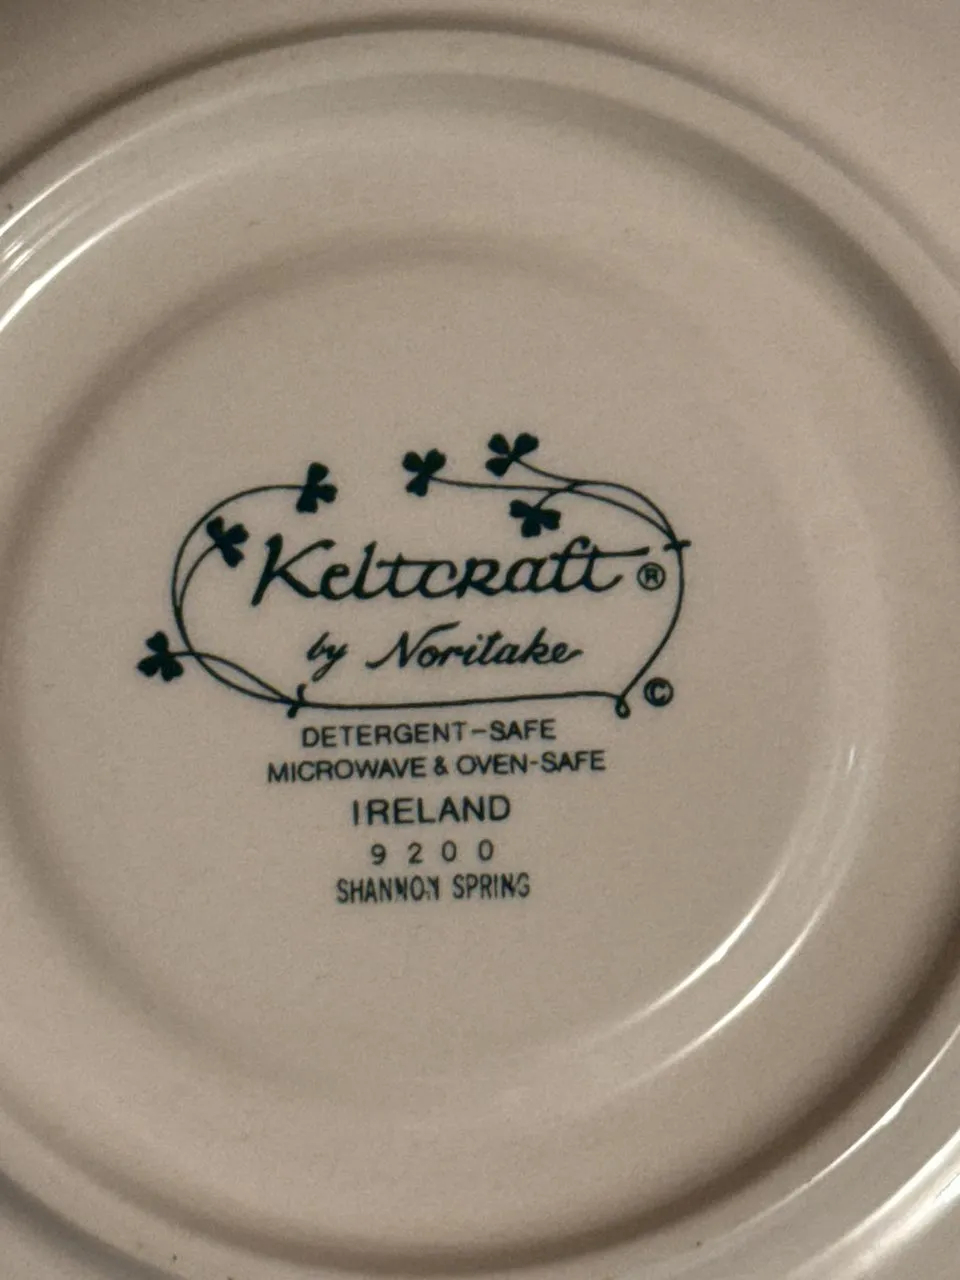 Keltcraft ®
by Noritake
©
DETERGENT-SAFE
MICROWAVE & OVEN-SAFE
IRELAND
9200
SHANNON SPRING